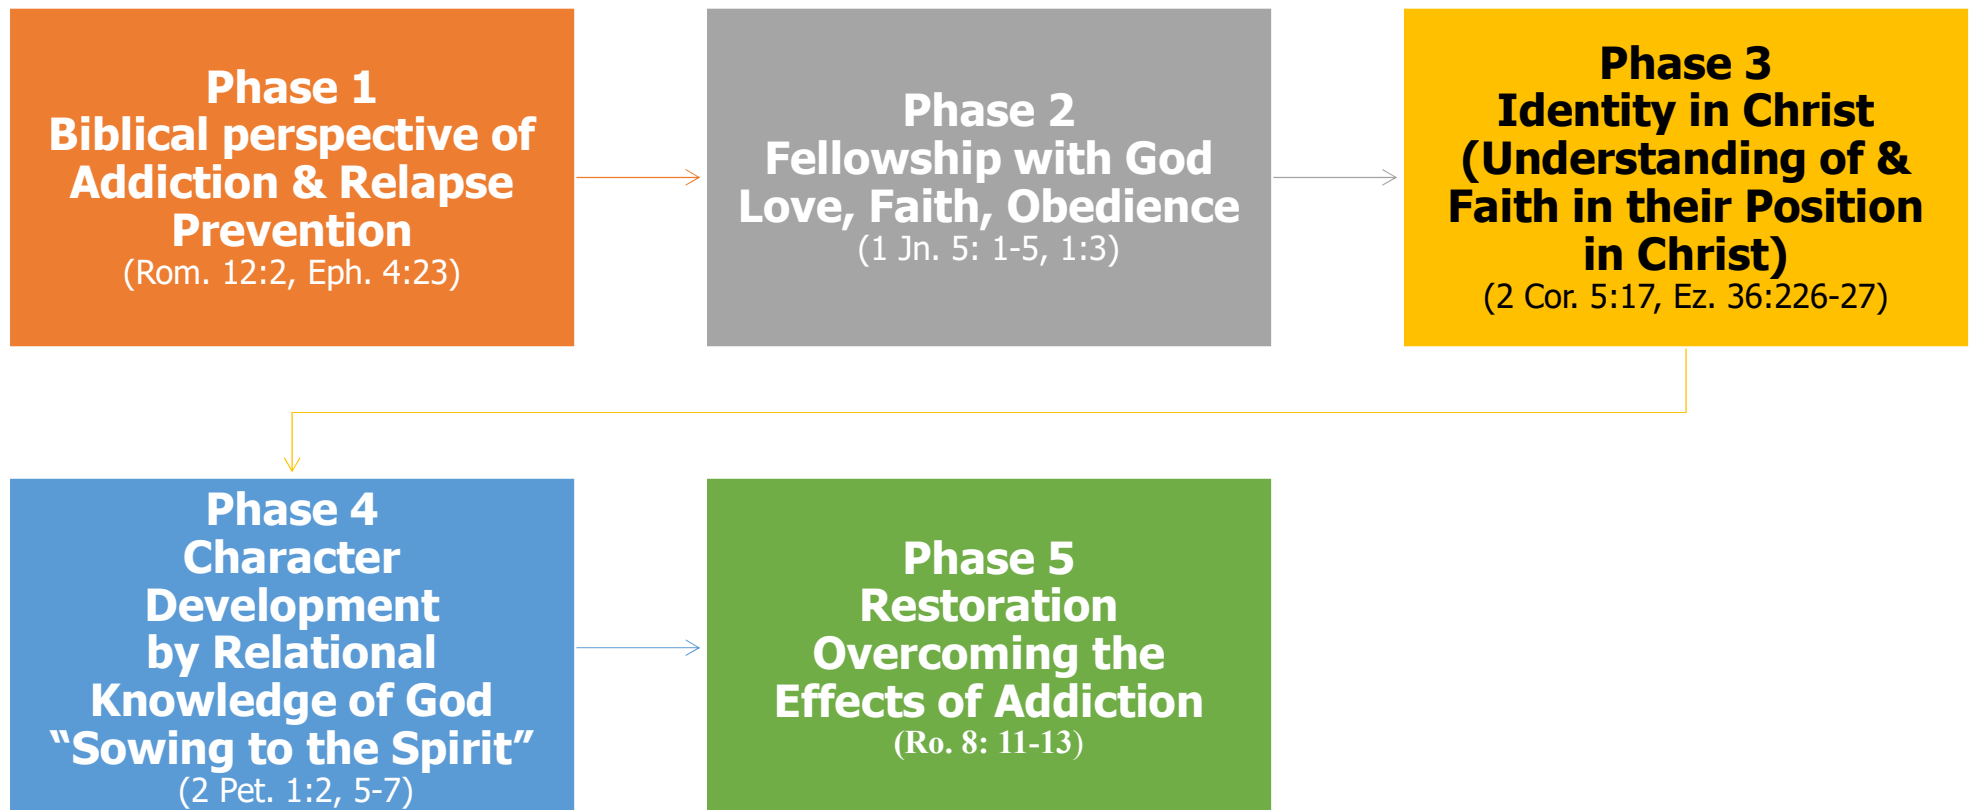 Phase 1
Biblical perspective of
Addiction & Relapse
Prevention
(Rom. 12:2, Eph. 4:23)
Phase 2
Fellowship with God
Love, Faith, Obedience
(1 Jn. 5: 1-5, 1:3)
Phase 3
Identity in Christ
(Understanding of &
Faith in their Position
in Christ)
(2 Cor. 5:17, Ez. 36:226-27)
Phase 4
Character
Development
by Relational
Knowledge of God
“Sowing to the Spirit”
(2 Pet. 1:2, 5-7)
Phase 5
Restoration
Overcoming the
Effects of Addiction
(Ro. 8: 11-13)